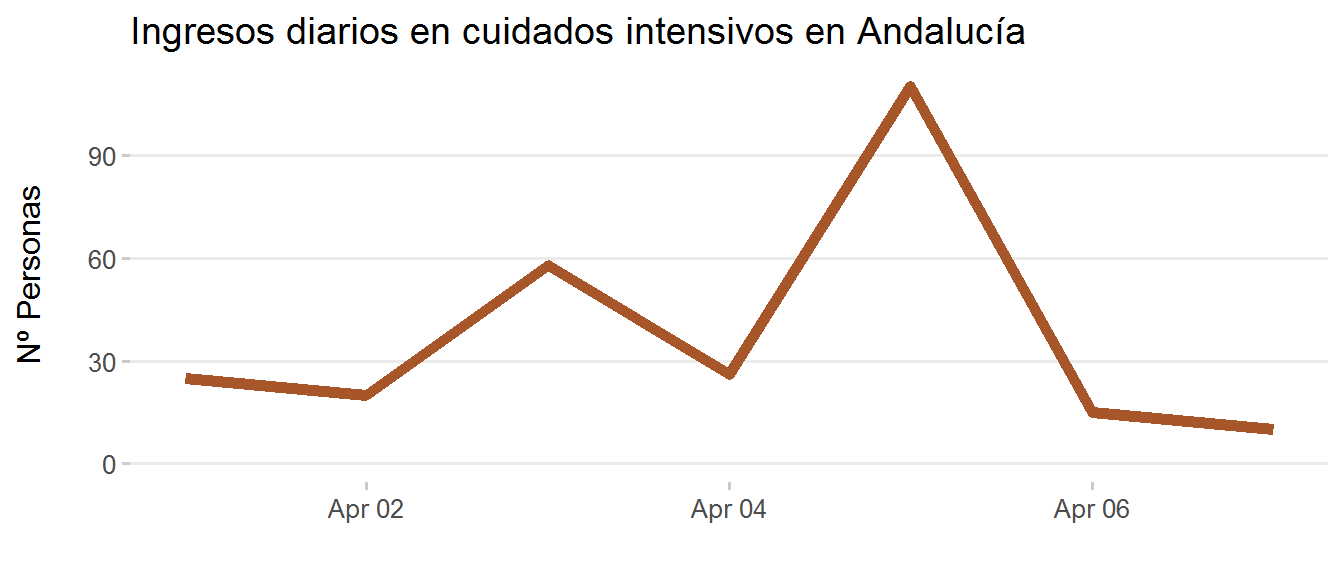 Ingresos diarios en cuidados intensivos en Andalucía
Nº Personas
90
60
30
0
Apr 02
Apr 04
Apr 06